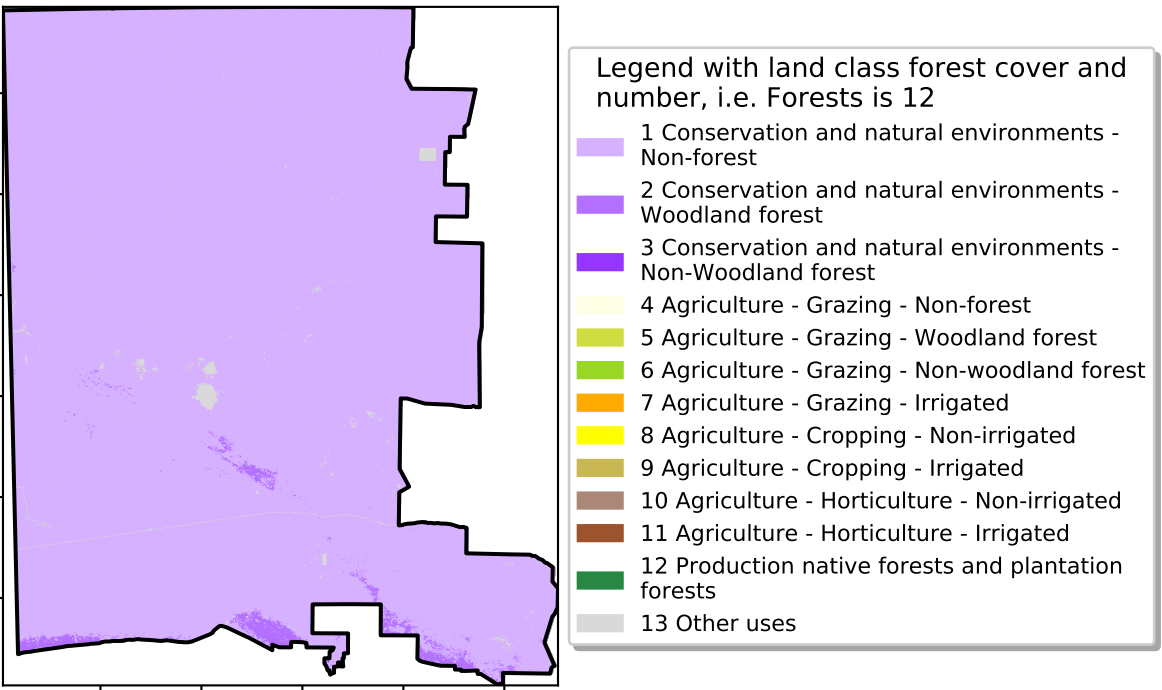 Legend with land class forest cover and
number, i.e. Forests is 12
1 Conservation and natural environments -
Non-forest
2 Conservation and natural environments -
Woodland forest
3 Conservation and natural environments -
Non-Woodland forest
4 Agriculture - Grazing - Non-forest
5 Agriculture - Grazing - Woodland forest
6 Agriculture - Grazing - Non-woodland forest
7 Agriculture - Grazing - Irrigated
8 Agriculture - Cropping - Non-irrigated
9 Agriculture - Cropping - Irrigated
10 Agriculture - Horticulture - Non-irrigated
11 Agriculture - Horticulture - Irrigated
12 Production native forests and plantation
forests
13 Other uses